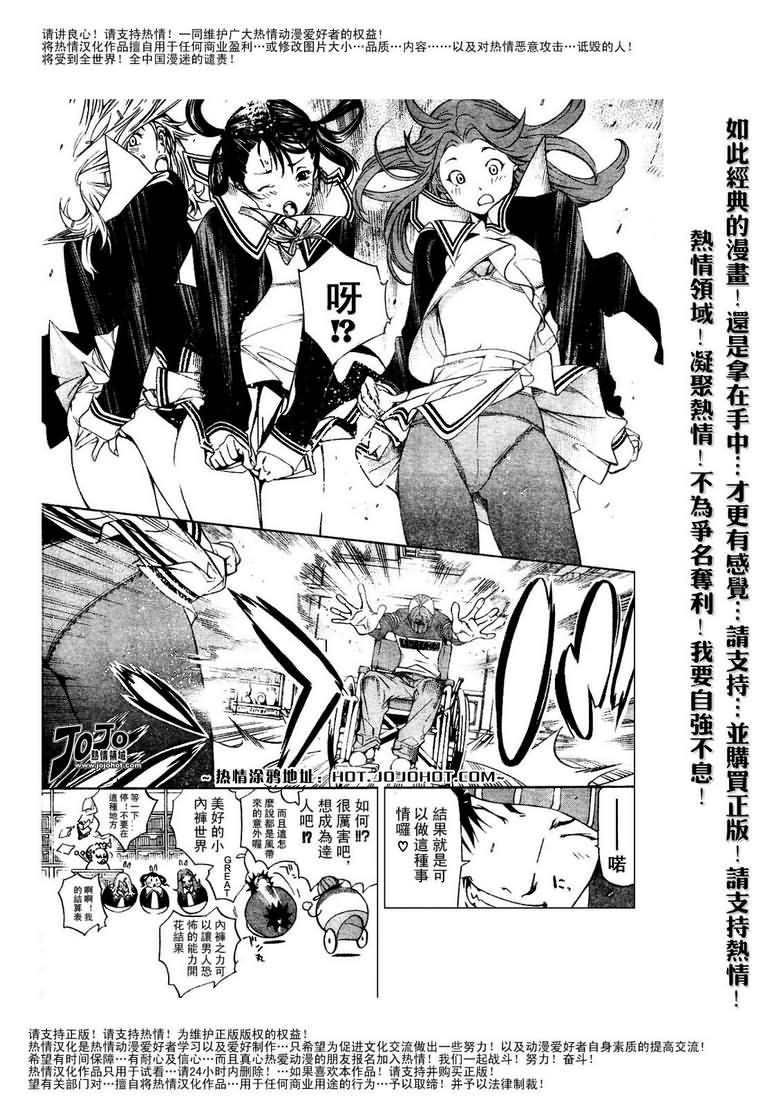 请讲良心！请支持热情！一同维护广大热情动漫爱好者的权益！
将热情汉化作品擅自用于任何商业盈利…或修改图片大小…品质…内容……以及对热情恶意攻击…诋毁的人！
将受到全世界！全中国漫迷的谴责！
如此經典的漫畫！還是拿在手中…才更有感覺…請支持…並購買正版！請支持熱情！
熱情領域！凝聚熱情！不為爭名奪利！我要自強不息！
呀
!?
JOJO
热情領域
www.jojohot.com
~热情涂鸦地址：HOT.JOJOHOT.COM~
——喏
結果就是可
以做這種事
情囉♡
如何!!?
很厲害吧，
想成為達
人吧!?
而且這怎
麼說都是風帶
來的意外喔
GREAT
美好的小
內褲世界
內褲之力可
以讓男人恐
怖的能力開
花結果
等一下，
停！不要在
這種地方
啊啊！我
的結算表
请支持正版！请支持热情！为维护正版版权的权益！
热情汉化是热情动漫爱好者学习以及爱好制作…只希望为促进文化交流做出一些努力！以及动漫爱好者自身素质的提高交流！
希望有时间保障…有耐心及信心…而且真心热爱动漫的朋友报名加入热情！我们一起战斗！努力！奋斗！
热情汉化作品只用于试看…请24小时内删除！…如果喜欢本作品！请支持并购买正版！
望有关部门对…擅自将热情汉化作品…用于任何商业用途的行为…予以取缔！并予以法律制裁！